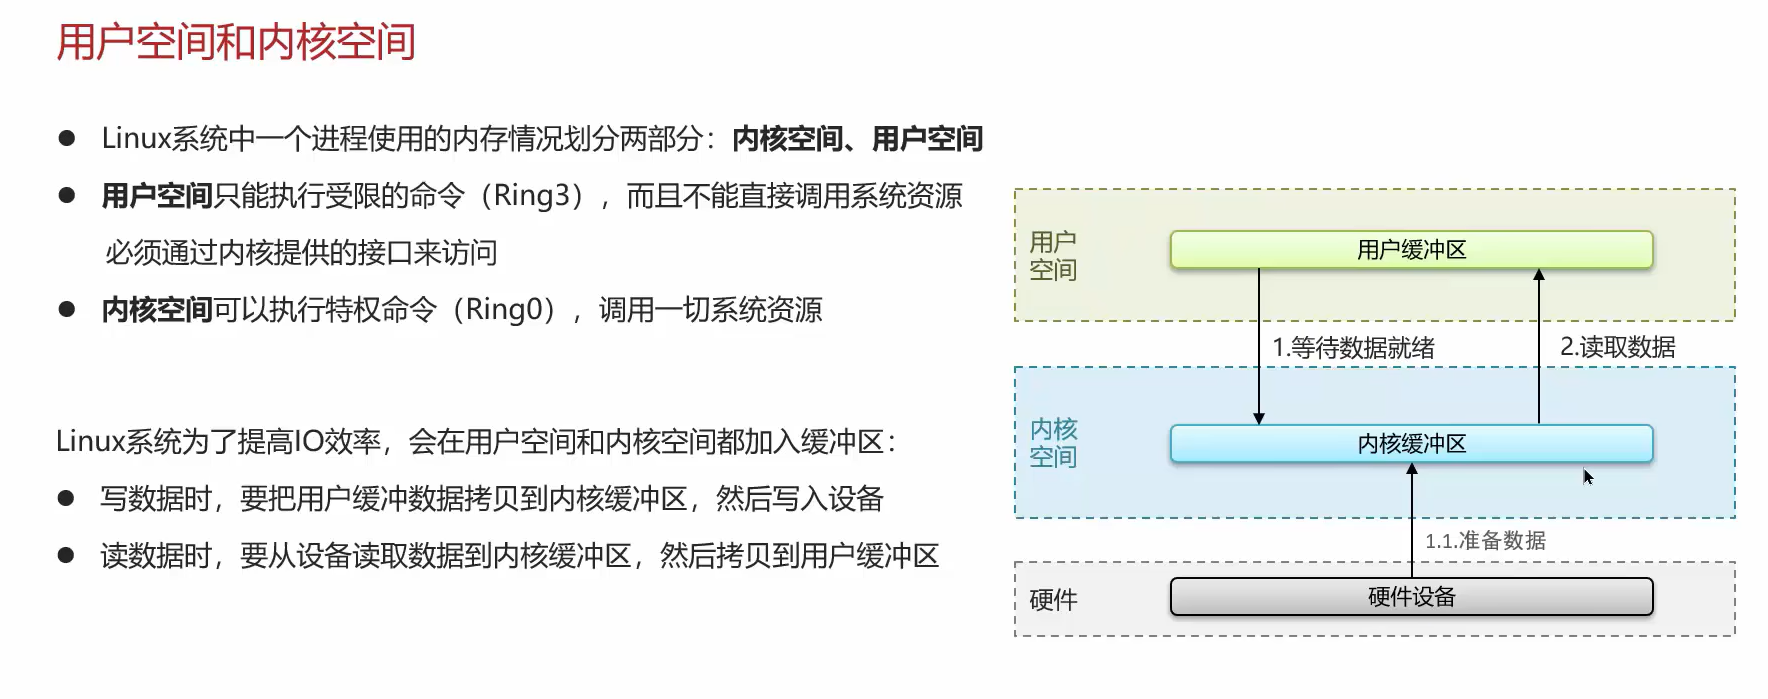 用户空间和内核空间
Linux系统中一个进程使用的内存情况划分两部分：内核空间、用户空间
用户空间只能执行受限的命令（Ring3），而且不能直接调用系统资源
必须通过内核提供的接口来访问
内核空间可以执行特权命令（Ring0），调用一切系统资源
Linux系统为了提高IO效率，会在用户空间和内核空间都加入缓冲区：
写数据时，要把用户缓冲数据拷贝到内核缓冲区，然后写入设备
读数据时，要从设备读取数据到内核缓冲区，然后拷贝到用户缓冲区
用户
空间
用户缓冲区
1.等待数据就绪
2.读取数据
内核
空间
内核缓冲区
1.1.准备数据
硬件
硬件设备